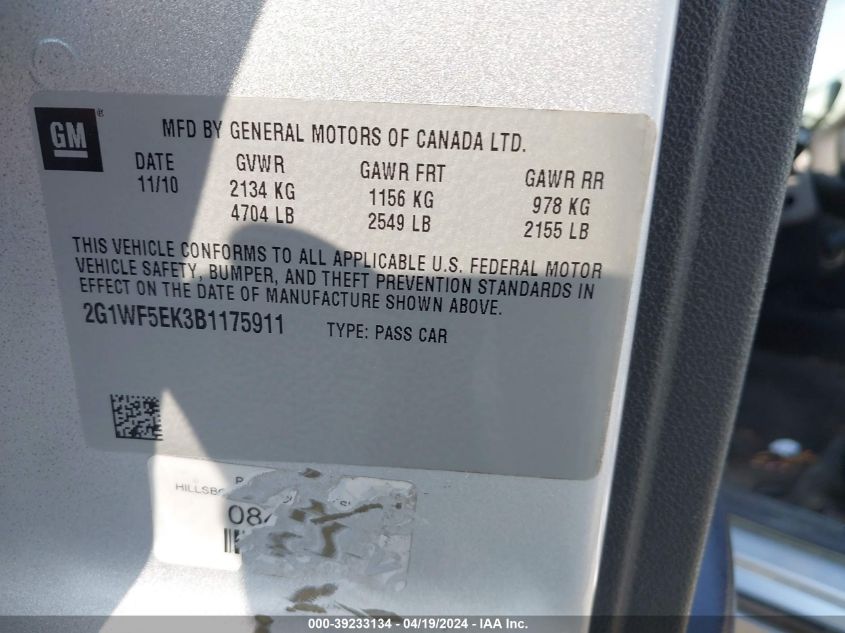 GM®
MFD BY GENERAL MOTORS OF CANADA LTD.
DATE GVWR GAWR FRT GAWR RR
11/10 2134 KG 1156 KG 978 KG
4704 LB 2549 LB 2155 LB
THIS VEHICLE CONFORMS TO ALL APPLICABLE U.S. FEDERAL MOTOR
VEHICLE SAFETY, BUMPER, AND THEFT PREVENTION STANDARDS IN
EFFECT ON THE DATE OF MANUFACTURE SHOWN ABOVE.
2G1WF5EK3B1175911 TYPE: PASS CAR
000-39233134 - 04/19/2024 - IAA Inc.